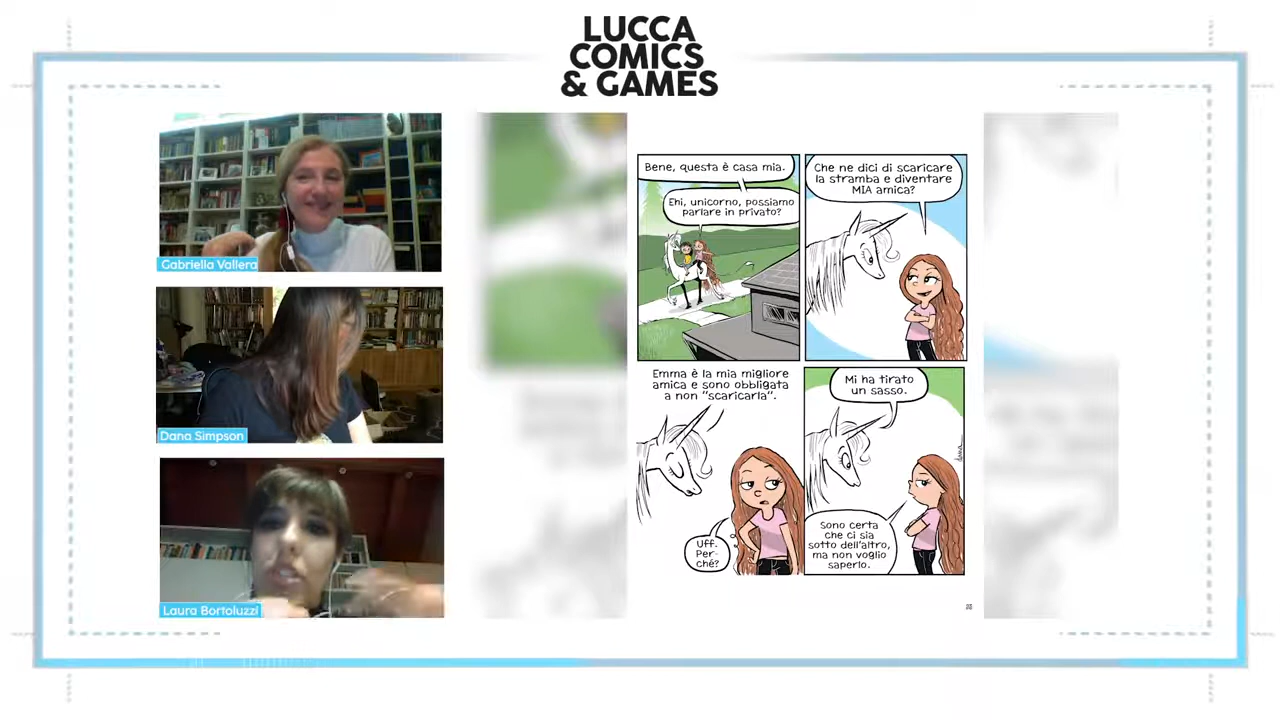 LUCCA
COMICS
& GAMES
Gabriella Vallera
Dana Simpson
Laura Bortoluzzi
Bene, questa è casa mia.
Ehi, unicorno, possiamo
parlare in privato?
Che ne dici di scaricare
la stramba e diventare
MIA amica?
Emma è la mia migliore
amica e sono obbligata
a non "scaricarla".
Uff.
Per-
ché?
Mi ha tirato
un sasso.
Sono certa
che ci sia
sotto dell'altro,
ma non voglio
saperlo.
dana